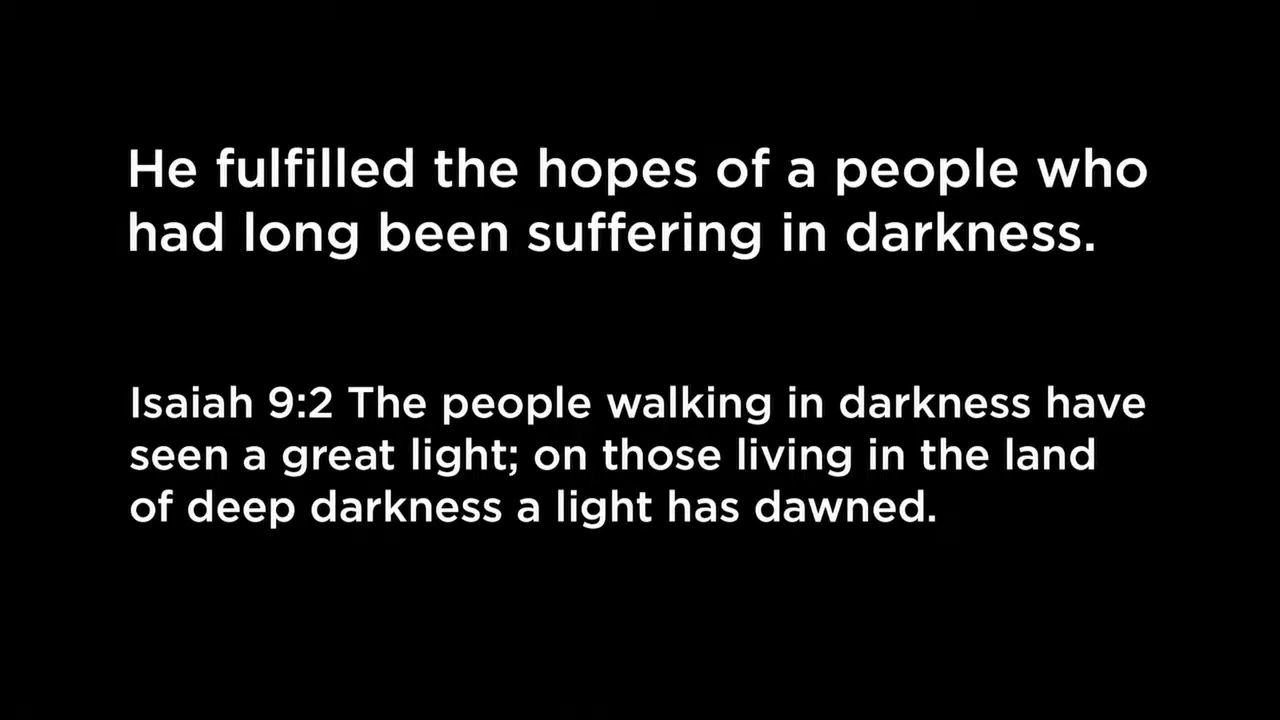 He fulfilled the hopes of a people who
had long been suffering in darkness.
Isaiah 9:2 The people walking in darkness have
seen a great light; on those living in the land
of deep darkness a light has dawned.